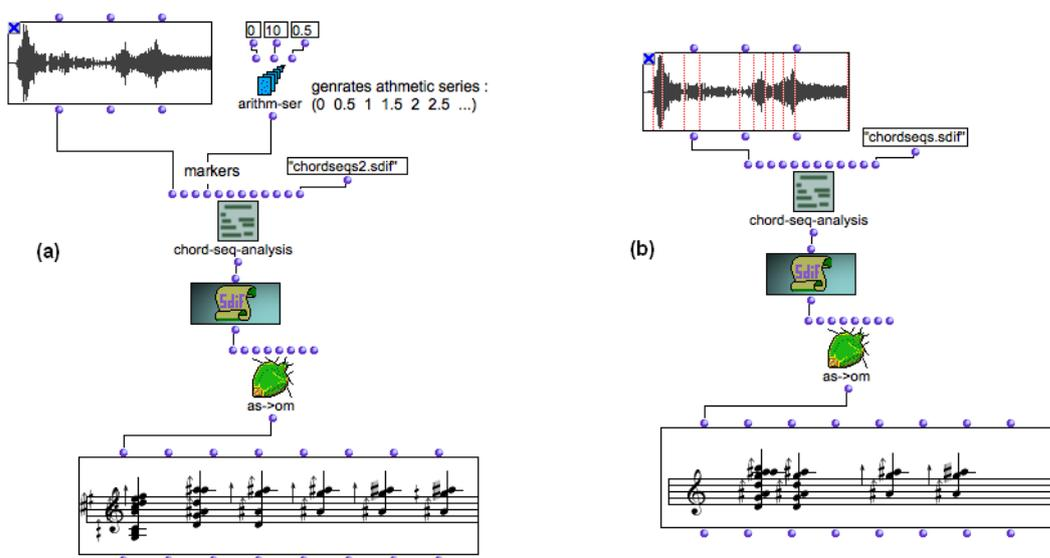 0 10 0.5
arithm-ser
genrates athmetic series :
(0 0.5 1 1.5 2 2.5 ...)
markers
"chordseqs2.sdif"
chord-seq-analysis
(a)
Sdif
as->om
"chordseqs.sdif"
chord-seq-analysis
(b)
Sdif
as->om